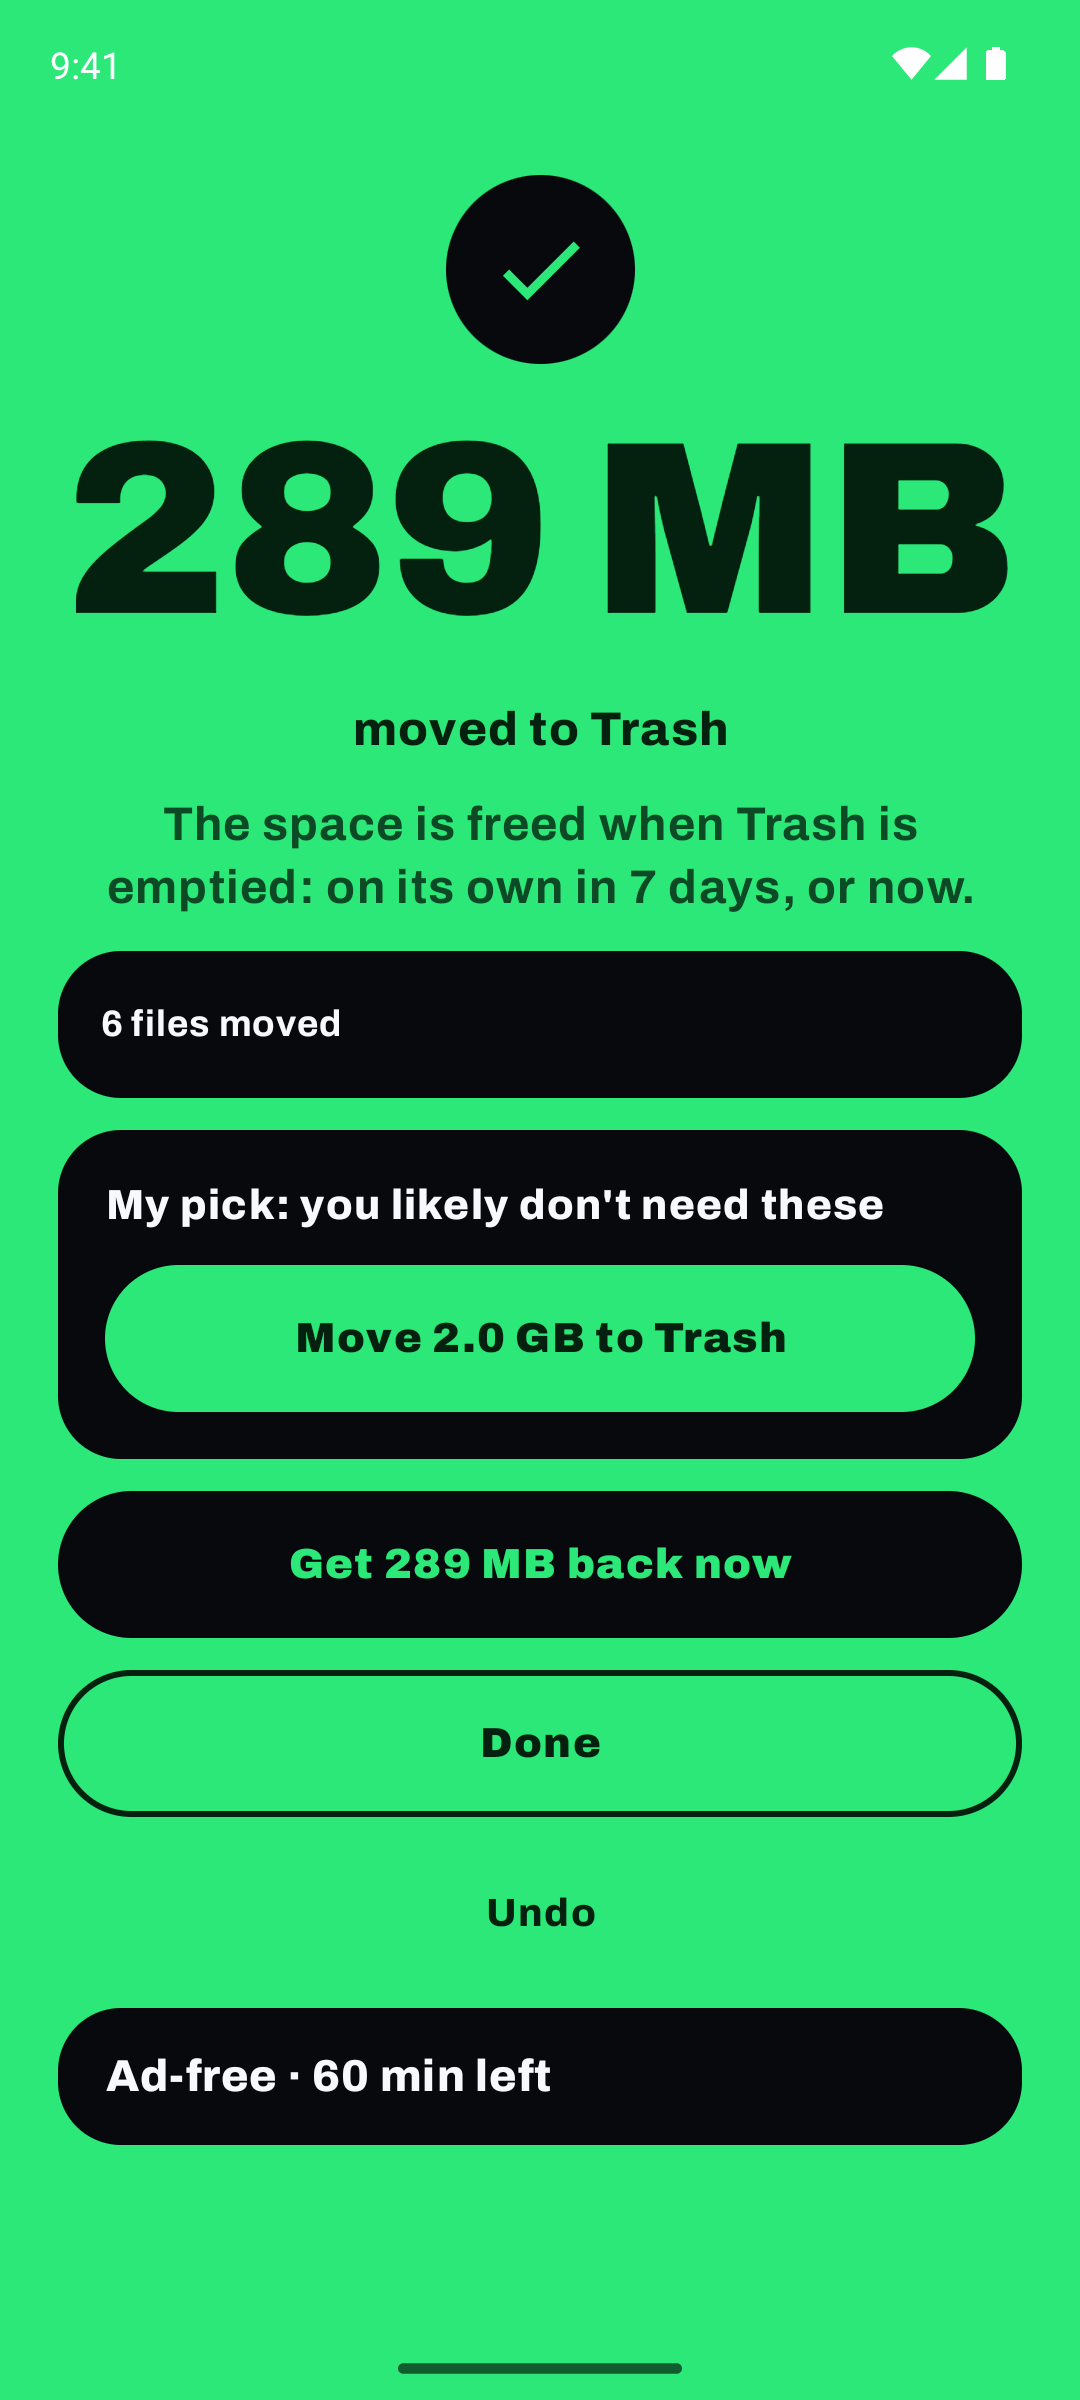 9:41
289 MB
moved to Trash
The space is freed when Trash is
emptied: on its own in 7 days, or now.
6 files moved
My pick: you likely don't need these
Move 2.0 GB to Trash
Get 289 MB back now
Done
Undo
Ad-free · 60 min left